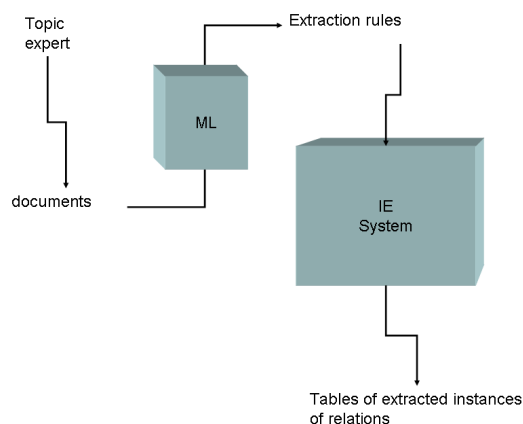 Topic
expert
Extraction rules
ML
documents
IE
System
Tables of extracted instances
of relations